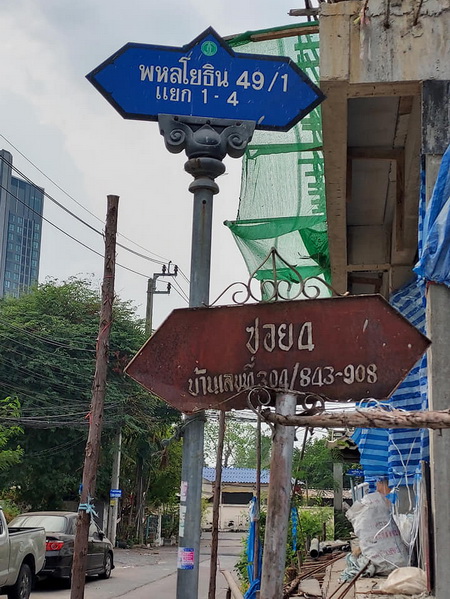 พหลโยธิน 49/1
แยก 1 - 4
ซอย 4
บ้านเลขที่ 304/843-908